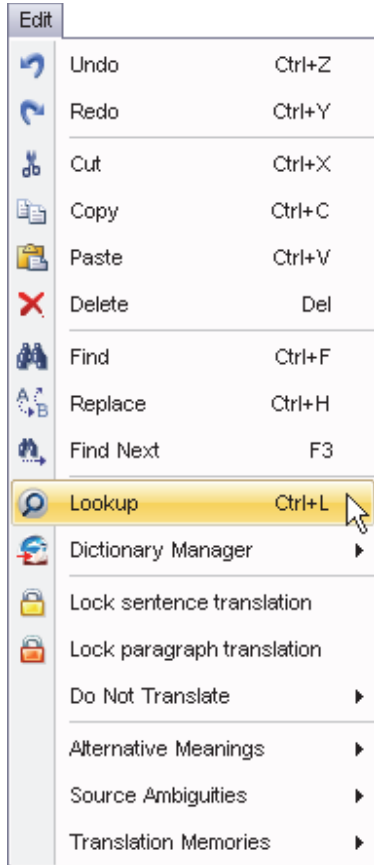 Edit
Undo Ctrl+Z
Redo Ctrl+Y
Cut Ctrl+X
Copy Ctrl+C
Paste Ctrl+V
Delete Del
Find Ctrl+F
Replace Ctrl+H
Find Next F3
Lookup Ctrl+L
Dictionary Manager
Lock sentence translation
Lock paragraph translation
Do Not Translate
Alternative Meanings
Source Ambiguities
Translation Memories